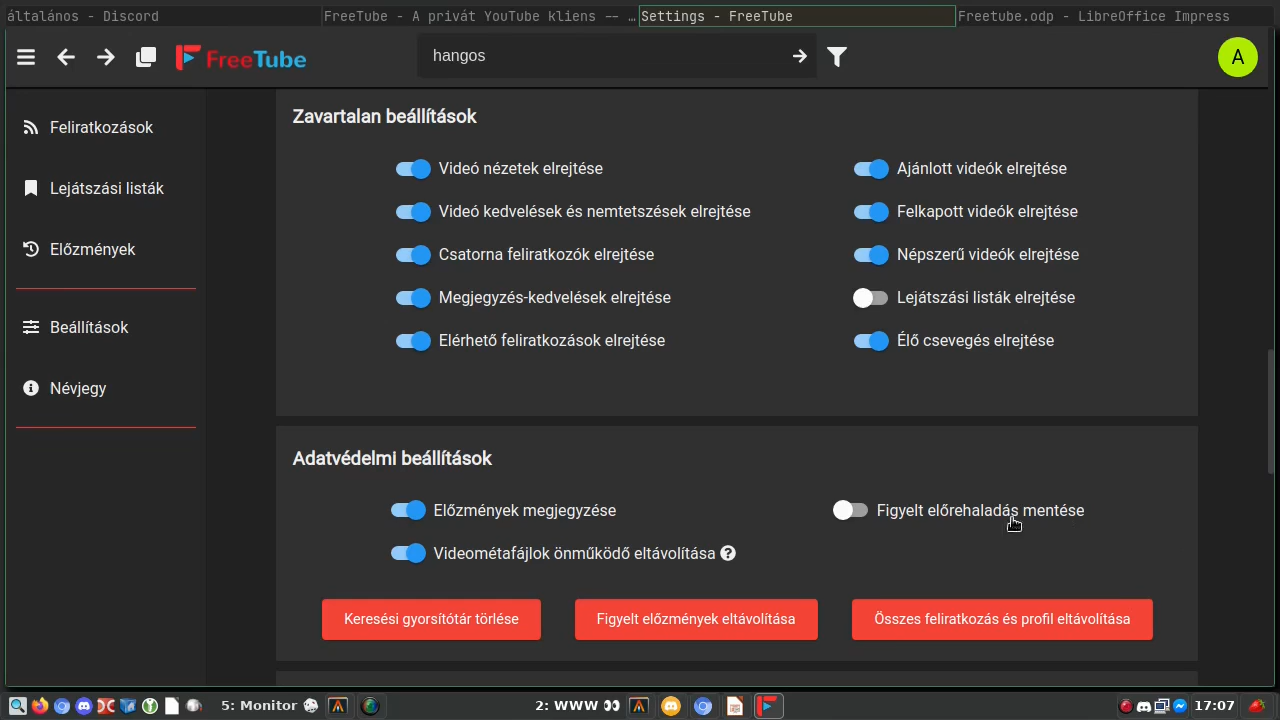 általános - Discord
FreeTube - A privát YouTube kliens -- …
Settings - FreeTube
Freetube.odp - LibreOffice Impress
FreeTube
hangos
A
Feliratkozások
Lejátszási listák
Előzmények
Beállítások
Névjegy
Zavartalan beállítások
Videó nézetek elrejtése
Ajánlott videók elrejtése
Videó kedvelések és nemtetszések elrejtése
Felkapott videók elrejtése
Csatorna feliratkozók elrejtése
Népszerű videók elrejtése
Megjegyzés-kedvelések elrejtése
Lejátszási listák elrejtése
Elérhető feliratkozások elrejtése
Élő csevegés elrejtése
Adatvédelmi beállítások
Előzmények megjegyzése
Figyelt előrehaladás mentése
Videométafájlok önműködő eltávolítása ?
Keresési gyorsítótár törlése
Figyelt előzmények eltávolítása
Összes feliratkozás és profil eltávolítása
5: Monitor
2: WWW
17:07